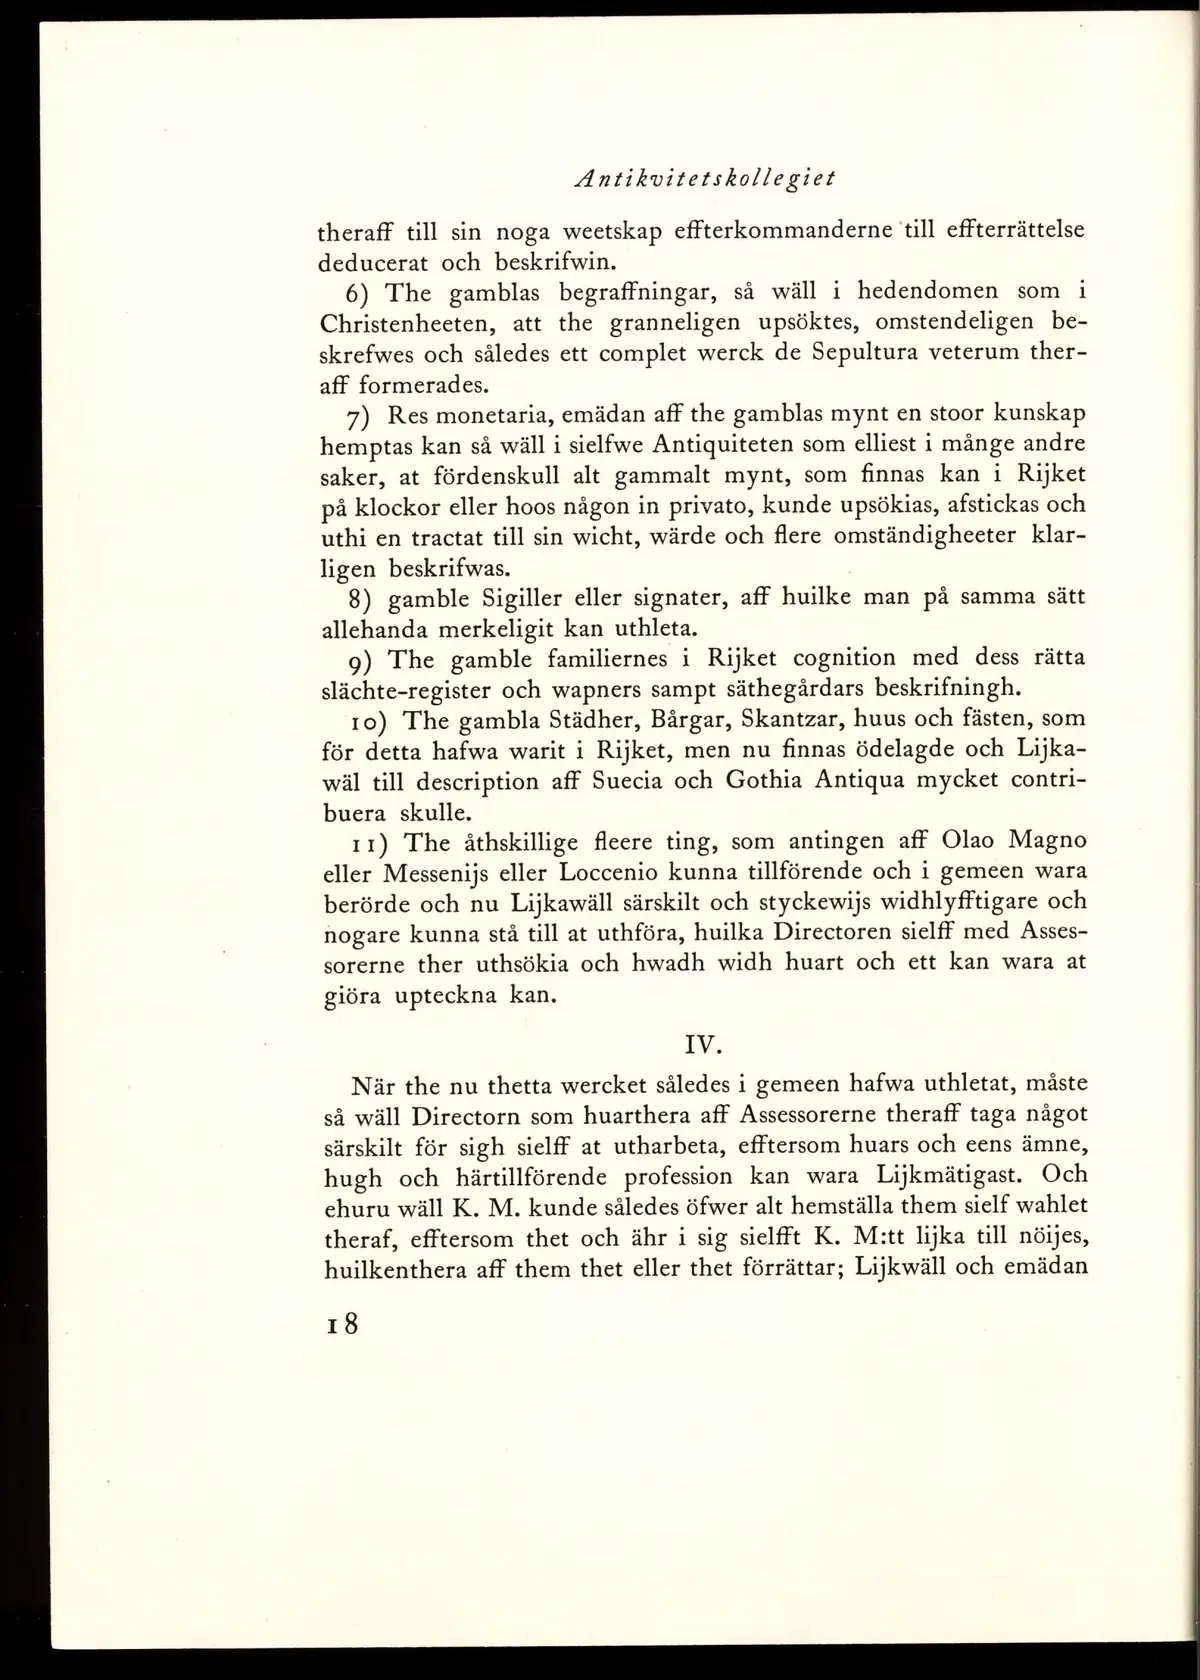 Antikvitetskollegiet
theraff till sin noga weetskap effterkommanderne till effterrättelse
deducerat och beskrifwin.
6) The gamblas begraffningar, så wäll i hedendomen som i
Christenheeten, att the granneligen upsöktes, omstendeligen be-
skrefwes och således ett complet werck de Sepultura veterum ther-
aff formerades.
7) Res monetaria, emädan aff the gamblas mynt en stoor kunskap
hemptas kan så wäll i sielfwe Antiquiteten som elliest i månge andre
saker, at fördenskull alt gammalt mynt, som finnas kan i Rijket
på klockor eller hoos någon in privato, kunde upsökias, afstickas och
uthi en tractat till sin wicht, wärde och flere omständigheeter klar-
ligen beskrifwas.
8) gamble Sigiller eller signater, aff huilke man på samma sätt
allehanda merkeligit kan uthleta.
9) The gamble familiernes i Rijket cognition med dess rätta
slächte-register och wapners sampt säthegårdars beskrifningh.
10) The gambla Städher, Bårgar, Skantzar, huus och fästen, som
för detta hafwa warit i Rijket, men nu finnas ödelagde och Lijka-
wäl till description aff Suecia och Gothia Antiqua mycket contri-
buera skulle.
11) The åthskillige fleere ting, som antingen aff Olao Magno
eller Messenijs eller Loccenio kunna tillförende och i gemeen wara
berörde och nu Lijkawäll särskilt och styckewijs widhlyfftigare och
nogare kunna stå till at uthföra, huilka Directoren sielff med Asses-
sorerne ther uthsökia och hwadh widh huart och ett kan wara at
giöra upteckna kan.
IV.
När the nu thetta wercket således i gemeen hafwa uthletat, måste
så wäll Directorn som huarthera aff Assessorerne theraff taga något
särskilt för sigh sielff at utharbeta, efftersom huars och eens ämne,
hugh och härtillförende profession kan wara Lijkmätigast. Och
ehuru wäll K. M. kunde således öfwer alt hemställa them sielf wahlet
theraf, efftersom thet och ähr i sig sielfft K. M:tt lijka till nöijes,
huilkenthera aff them thet eller thet förrättar; Lijkwäll och emädan
18